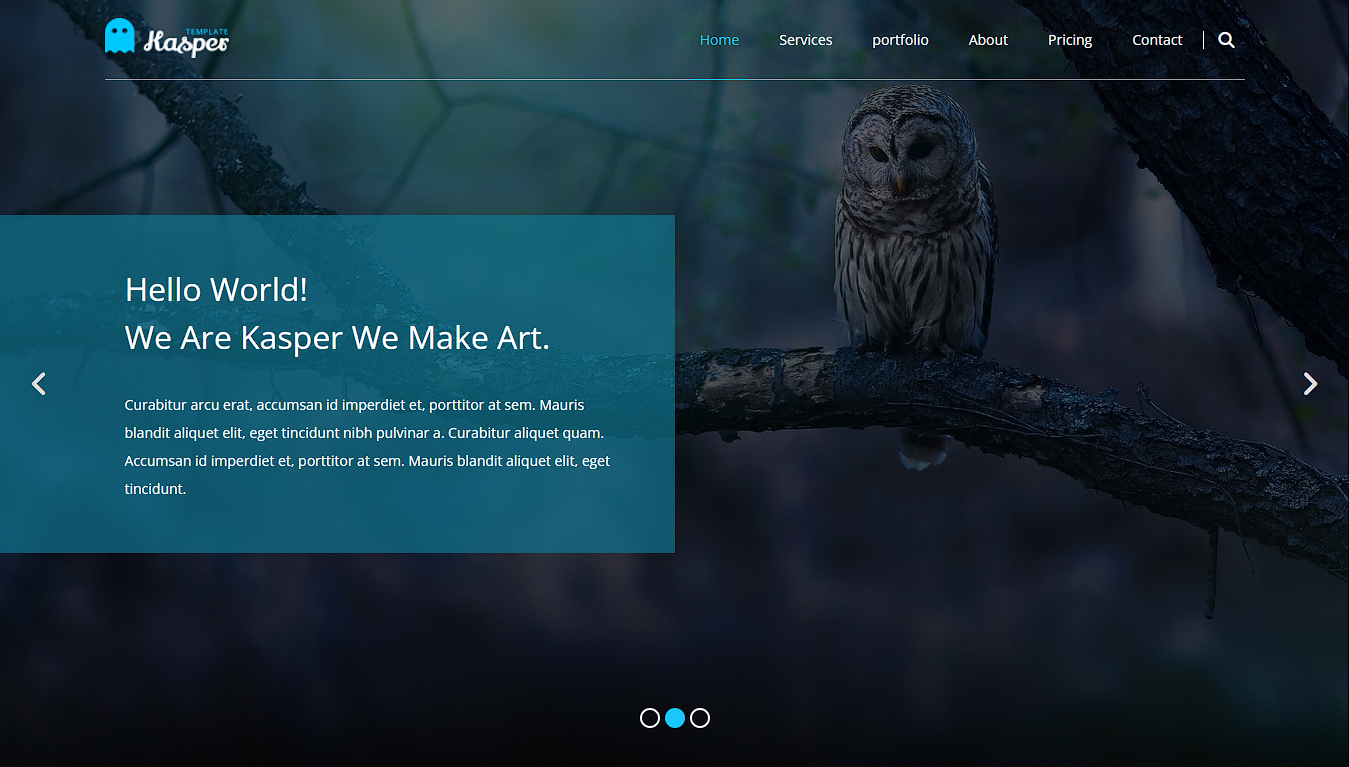 TEMPLATE
Kasper
Home Services portfolio About Pricing Contact
Hello World!
We Are Kasper We Make Art.
Curabitur arcu erat, accumsan id imperdiet et, porttitor at sem. Mauris
blandit aliquet elit, eget tincidunt nibh pulvinar a. Curabitur aliquet quam.
Accumsan id imperdiet et, porttitor at sem. Mauris blandit aliquet elit, eget
tincidunt.